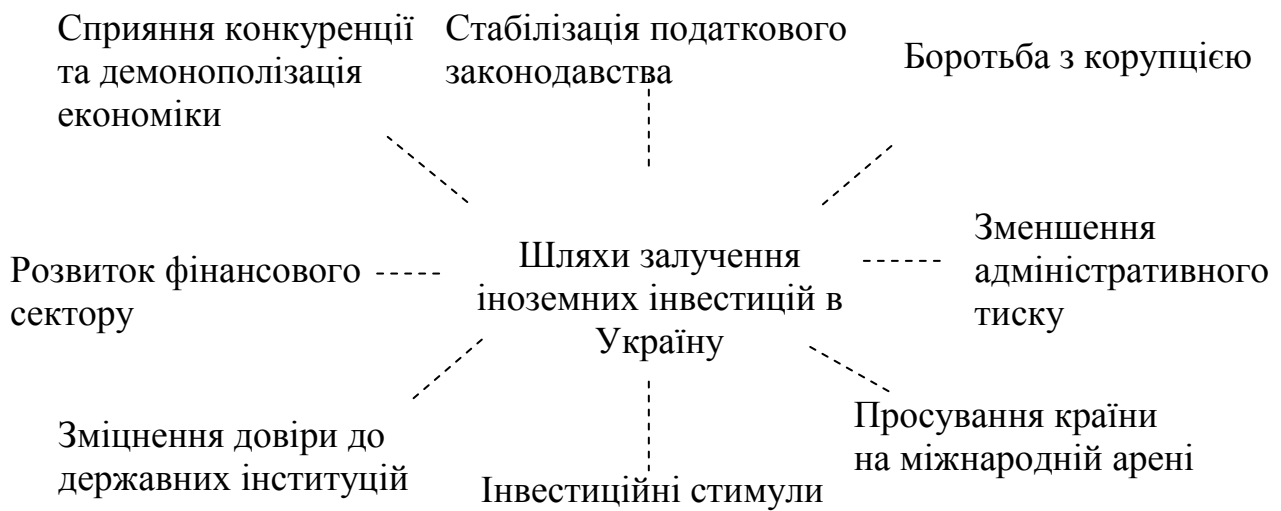 Сприяння конкуренції
та демонополізація
економіки
Стабілізація податкового
законодавства
Боротьба з корупцією
Розвиток фінансового
сектору
Шляхи залучення
іноземних інвестицій в
Україну
Зменшення
адміністративного
тиску
Зміцнення довіри до
державних інституцій
Інвестиційні стимули
Просування країни
на міжнародній арені